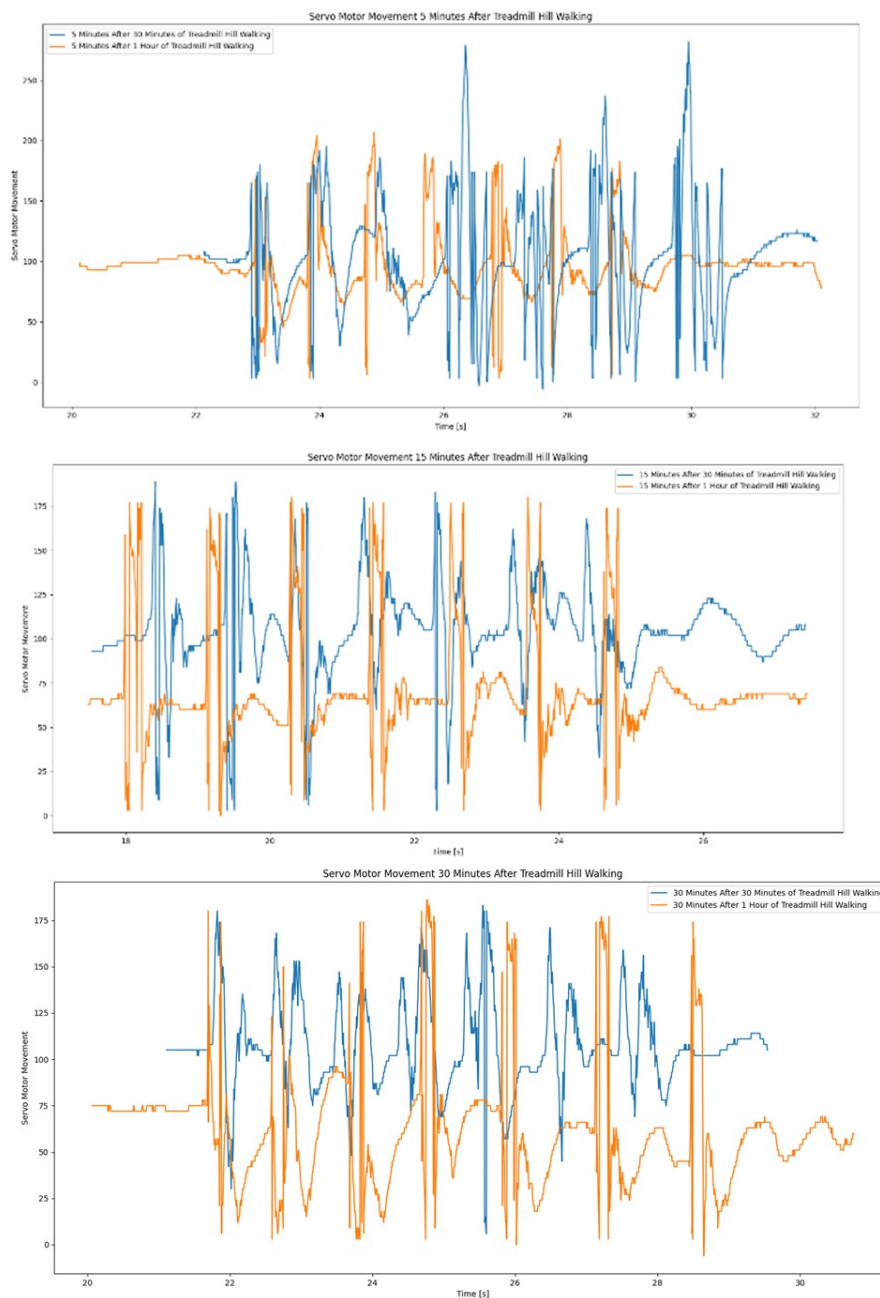 Servo Motor Movement 5 Minutes After Treadmill Hill Walking
5 Minutes After 30 Minutes of Treadmill Hill Walking
5 Minutes After 1 Hour of Treadmill Hill Walking
250
200
150
100
50
0
Servo Motor Movement
20 22 24 26 28 30 32
Time [s]
Servo Motor Movement 15 Minutes After Treadmill Hill Walking
15 Minutes After 30 Minutes of Treadmill Hill Walking
15 Minutes After 1 Hour of Treadmill Hill Walking
175
150
125
100
75
50
25
0
Servo Motor Movement
18 20 22 24 26
Time [s]
Servo Motor Movement 30 Minutes After Treadmill Hill Walking
30 Minutes After 30 Minutes of Treadmill Hill Walking
30 Minutes After 1 Hour of Treadmill Hill Walking
175
150
125
100
75
50
25
0
Servo Motor Movement
20 22 24 26 28 30
Time [s]